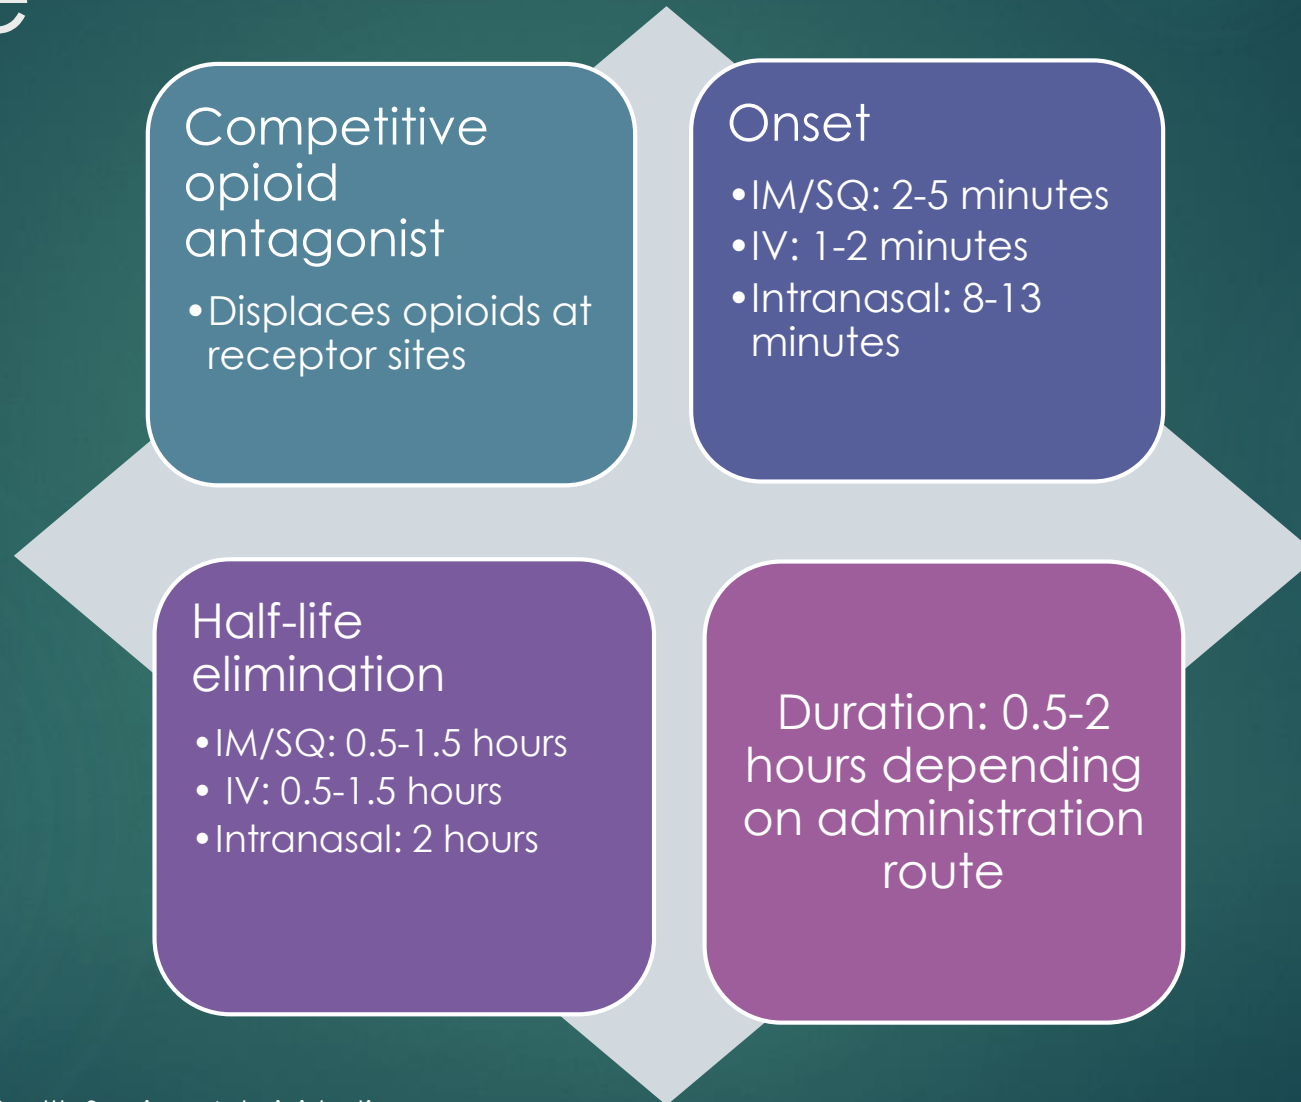 Competitive
opioid
antagonist
•Displaces opioids at
receptor sites
Onset
•IM/SQ: 2-5 minutes
•IV: 1-2 minutes
•Intranasal: 8-13
minutes
Half-life
elimination
•IM/SQ: 0.5-1.5 hours
• IV: 0.5-1.5 hours
•Intranasal: 2 hours
Duration: 0.5-2
hours depending
on administration
route